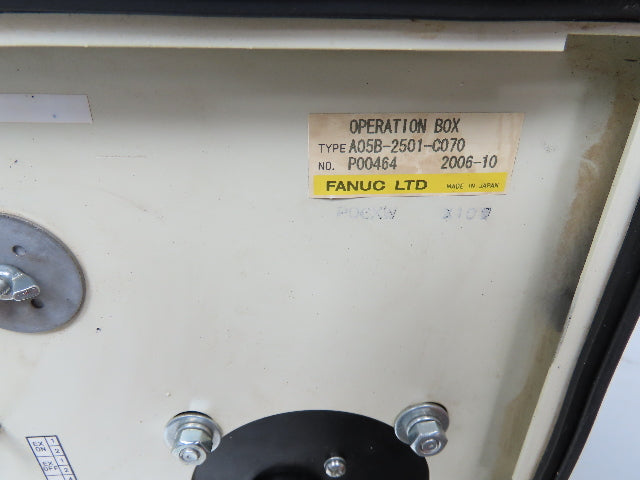 OPERATION BOX
TYPE A05B-2501-C070
NO. P00464 2006-10
FANUC LTD MADE IN JAPAN